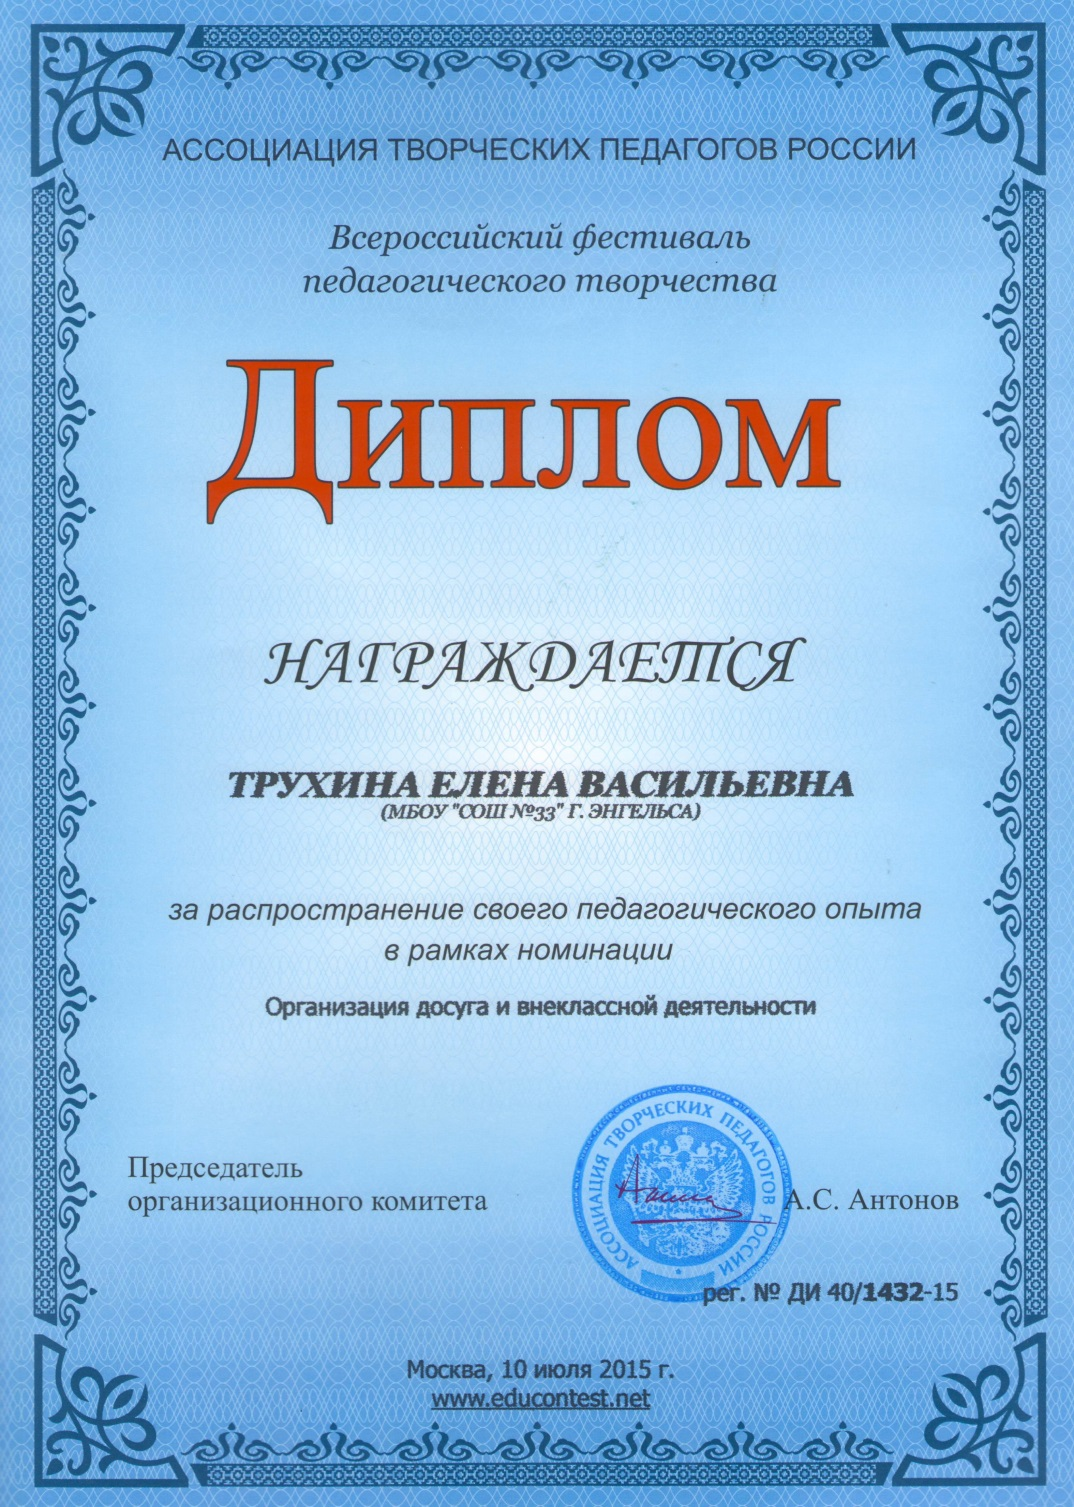 АССОЦИАЦИЯ ТВОРЧЕСКИХ ПЕДАГОГОВ РОССИИ
Всероссийский фестиваль
педагогического творчества
Диплом
НАГРАЖДАЕТСЯ
ТРУХИНА ЕЛЕНА ВАСИЛЬЕВНА
(МБОУ "СОШ №33" Г. ЭНГЕЛЬСА)
за распространение своего педагогического опыта
в рамках номинации
Организация досуга и внеклассной деятельности
Председатель
организационного комитета
АССОЦИАЦИЯ ТВОРЧЕСКИХ ПЕДАГОГОВ РОССИИ
А.С. Антонов
рег. № ДИ 40/1432-15
Москва, 10 июля 2015 г.
www.educontest.net